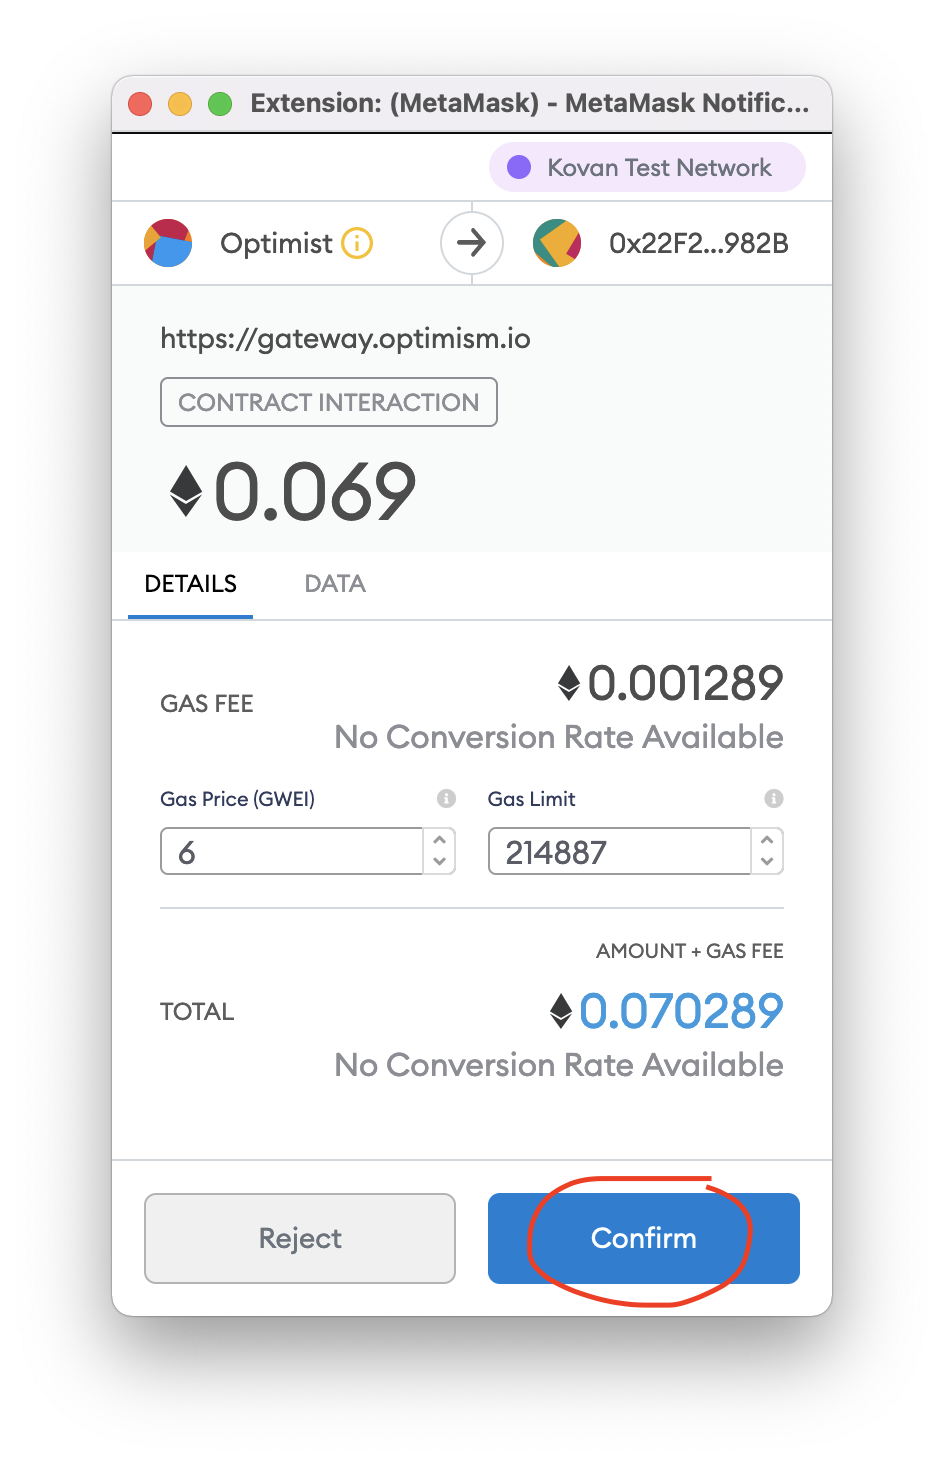 Extension: (MetaMask) - MetaMask Notific...
Kovan Test Network
Optimist
0x22F2...982B
https://gateway.optimism.io
CONTRACT INTERACTION
0.069
DETAILS DATA
GAS FEE
0.001289
No Conversion Rate Available
Gas Price (GWEI) Gas Limit
6 214887
AMOUNT + GAS FEE
TOTAL
0.070289
No Conversion Rate Available
Reject Confirm